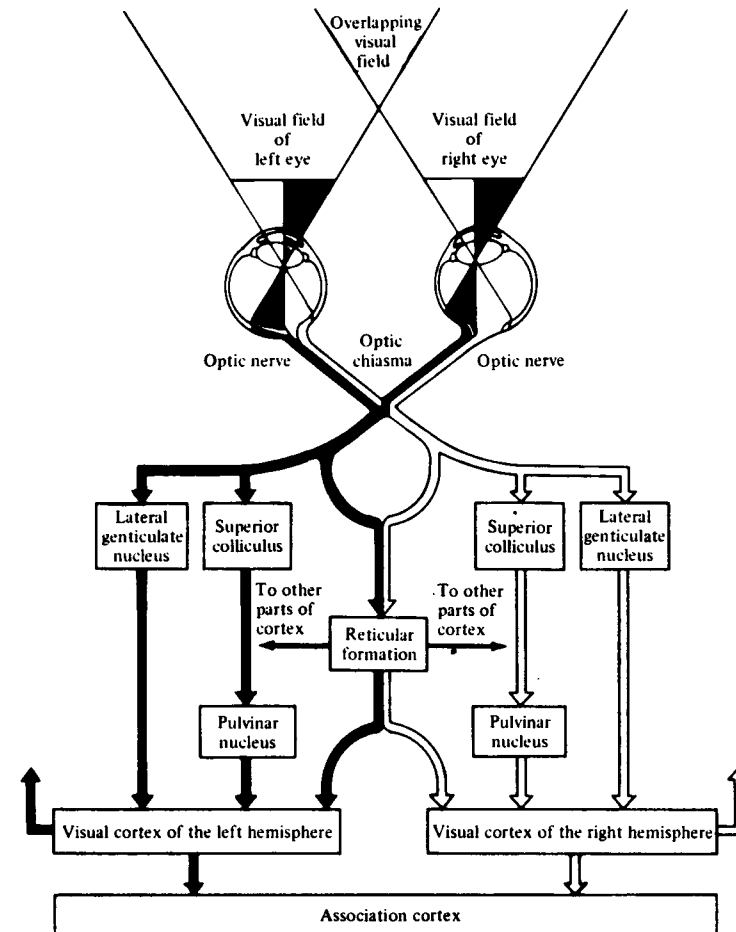 Overlapping
visual
field
Visual field
of
left eye
Visual field
of
right eye
Optic nerve
Optic
chiasma
Optic nerve
Lateral
genticulate
nucleus
Superior
colliculus
Superior
colliculus
Lateral
genticulate
nucleus
To other
parts of
cortex
To other
parts of
cortex
Reticular
formation
Pulvinar
nucleus
Pulvinar
nucleus
Visual cortex of the left hemisphere
Visual cortex of the right hemisphere
Association cortex